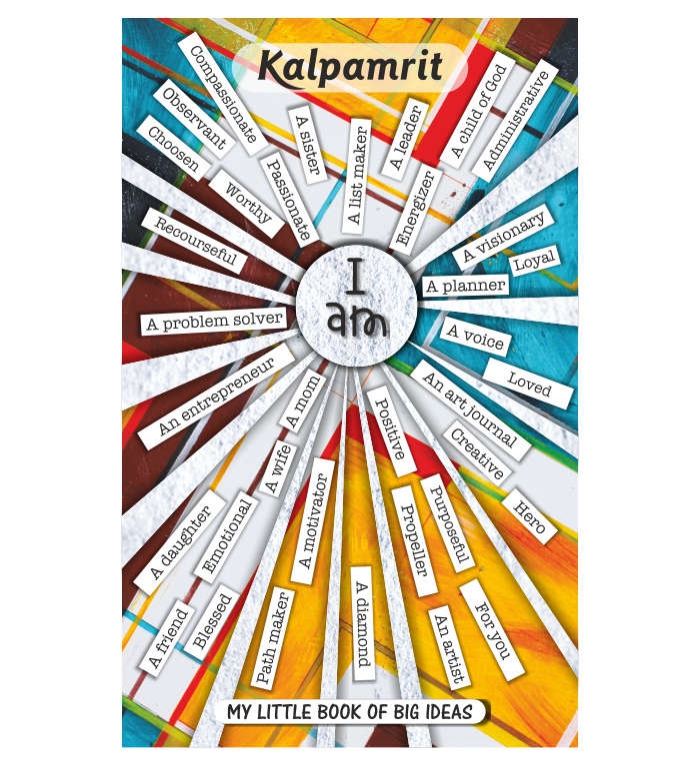 Kalpamrit
Compassionate
Observant
Choosen
A sister
A list maker
A leader
A child of God
Administrative
Worthy
Passionate
Energizer
Recourseful
A visionary
Loyal
I
am
A planner
A problem solver
A voice
Loved
An entrepreneur
A mom
Positive
An art journal
Creative
A wife
Hero
A daughter
Emotional
A motivator
Propeller
Purposeful
A friend
Blessed
Path maker
A diamond
An artist
For you
MY LITTLE BOOK OF BIG IDEAS